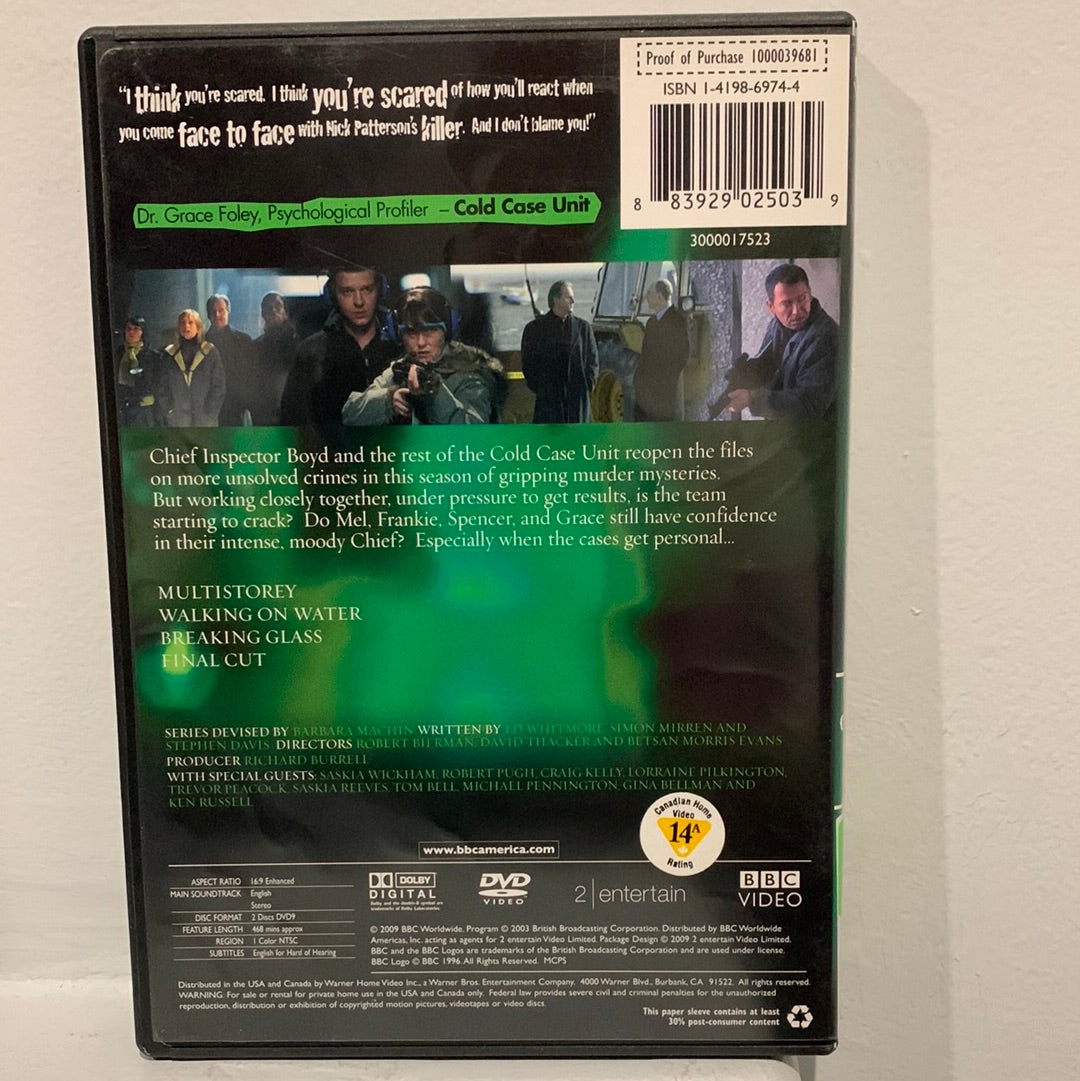 "I think you're scared. I think you're scared of how you'll react when
you come face to face with Nick Patterson's killer. And I don't blame you!"
Dr. Grace Foley, Psychological Profiler – Cold Case Unit
Proof of Purchase 1000039681
ISBN 1-4198-6974-4
8 83929 02503 9
3000017523
Chief Inspector Boyd and the rest of the Cold Case Unit reopen the files
on more unsolved crimes in this season of gripping murder mysteries.
But working closely together, under pressure to get results, is the team
starting to crack? Do Mel, Frankie, Spencer, and Grace still have confidence
in their intense, moody Chief? Especially when the cases get personal...
MULTISTOREY
WALKING ON WATER
BREAKING GLASS
FINAL CUT
SERIES DEVISED BY BARBARA MACHIN WRITTEN BY ED WHITMORE, SIMON MIRREN AND
STEPHEN DAVIS DIRECTORS ROBERT BIERMAN, DAVID THACKER AND BETSAN MORRIS EVANS
PRODUCER RICHARD BURRELL
WITH SPECIAL GUESTS: SASKIA WICKHAM, ROBERT PUGH, CRAIG KELLY, LORRAINE PILKINGTON,
TREVOR PEACOCK, SASKIA REEVES, TOM BELL, MICHAEL PENNINGTON, GINA BELLMAN AND
KEN RUSSELL
Canadian Home
Video
14A
Rating
www.bbcamerica.com
ASPECT RATIO 16:9 Enhanced
MAIN SOUNDTRACK English
Stereo
DISC FORMAT 2 Discs DVD9
FEATURE LENGTH 468 mins approx
REGION 1 Color NTSC
SUBTITLES English for Hard of Hearing
DOLBY
DIGITAL
Dolby and the double-D symbol are
trademarks of Dolby Laboratories
DVD
VIDEO
2 | entertain
BBC
VIDEO
© 2009 BBC Worldwide. Program © 2003 British Broadcasting Corporation. Distributed by BBC Worldwide
Americas, Inc. acting as agents for 2 entertain Video Limited. Package Design © 2009 2 entertain Video Limited.
BBC and the BBC Logos are trademarks of the British Broadcasting Corporation and are used under license.
BBC Logo © BBC 1996. All Rights Reserved. MCPS
Distributed in the USA and Canada by Warner Home Video Inc., a Warner Bros. Entertainment Company, 4000 Warner Blvd., Burbank, CA 91522. All rights reserved.
WARNING: For sale or rental for private home use in the USA and Canada only. Federal law provides severe civil and criminal penalties for the unauthorized
reproduction, distribution or exhibition of copyrighted motion pictures, videotapes or video discs.
This paper sleeve contains at least
30% post-consumer content